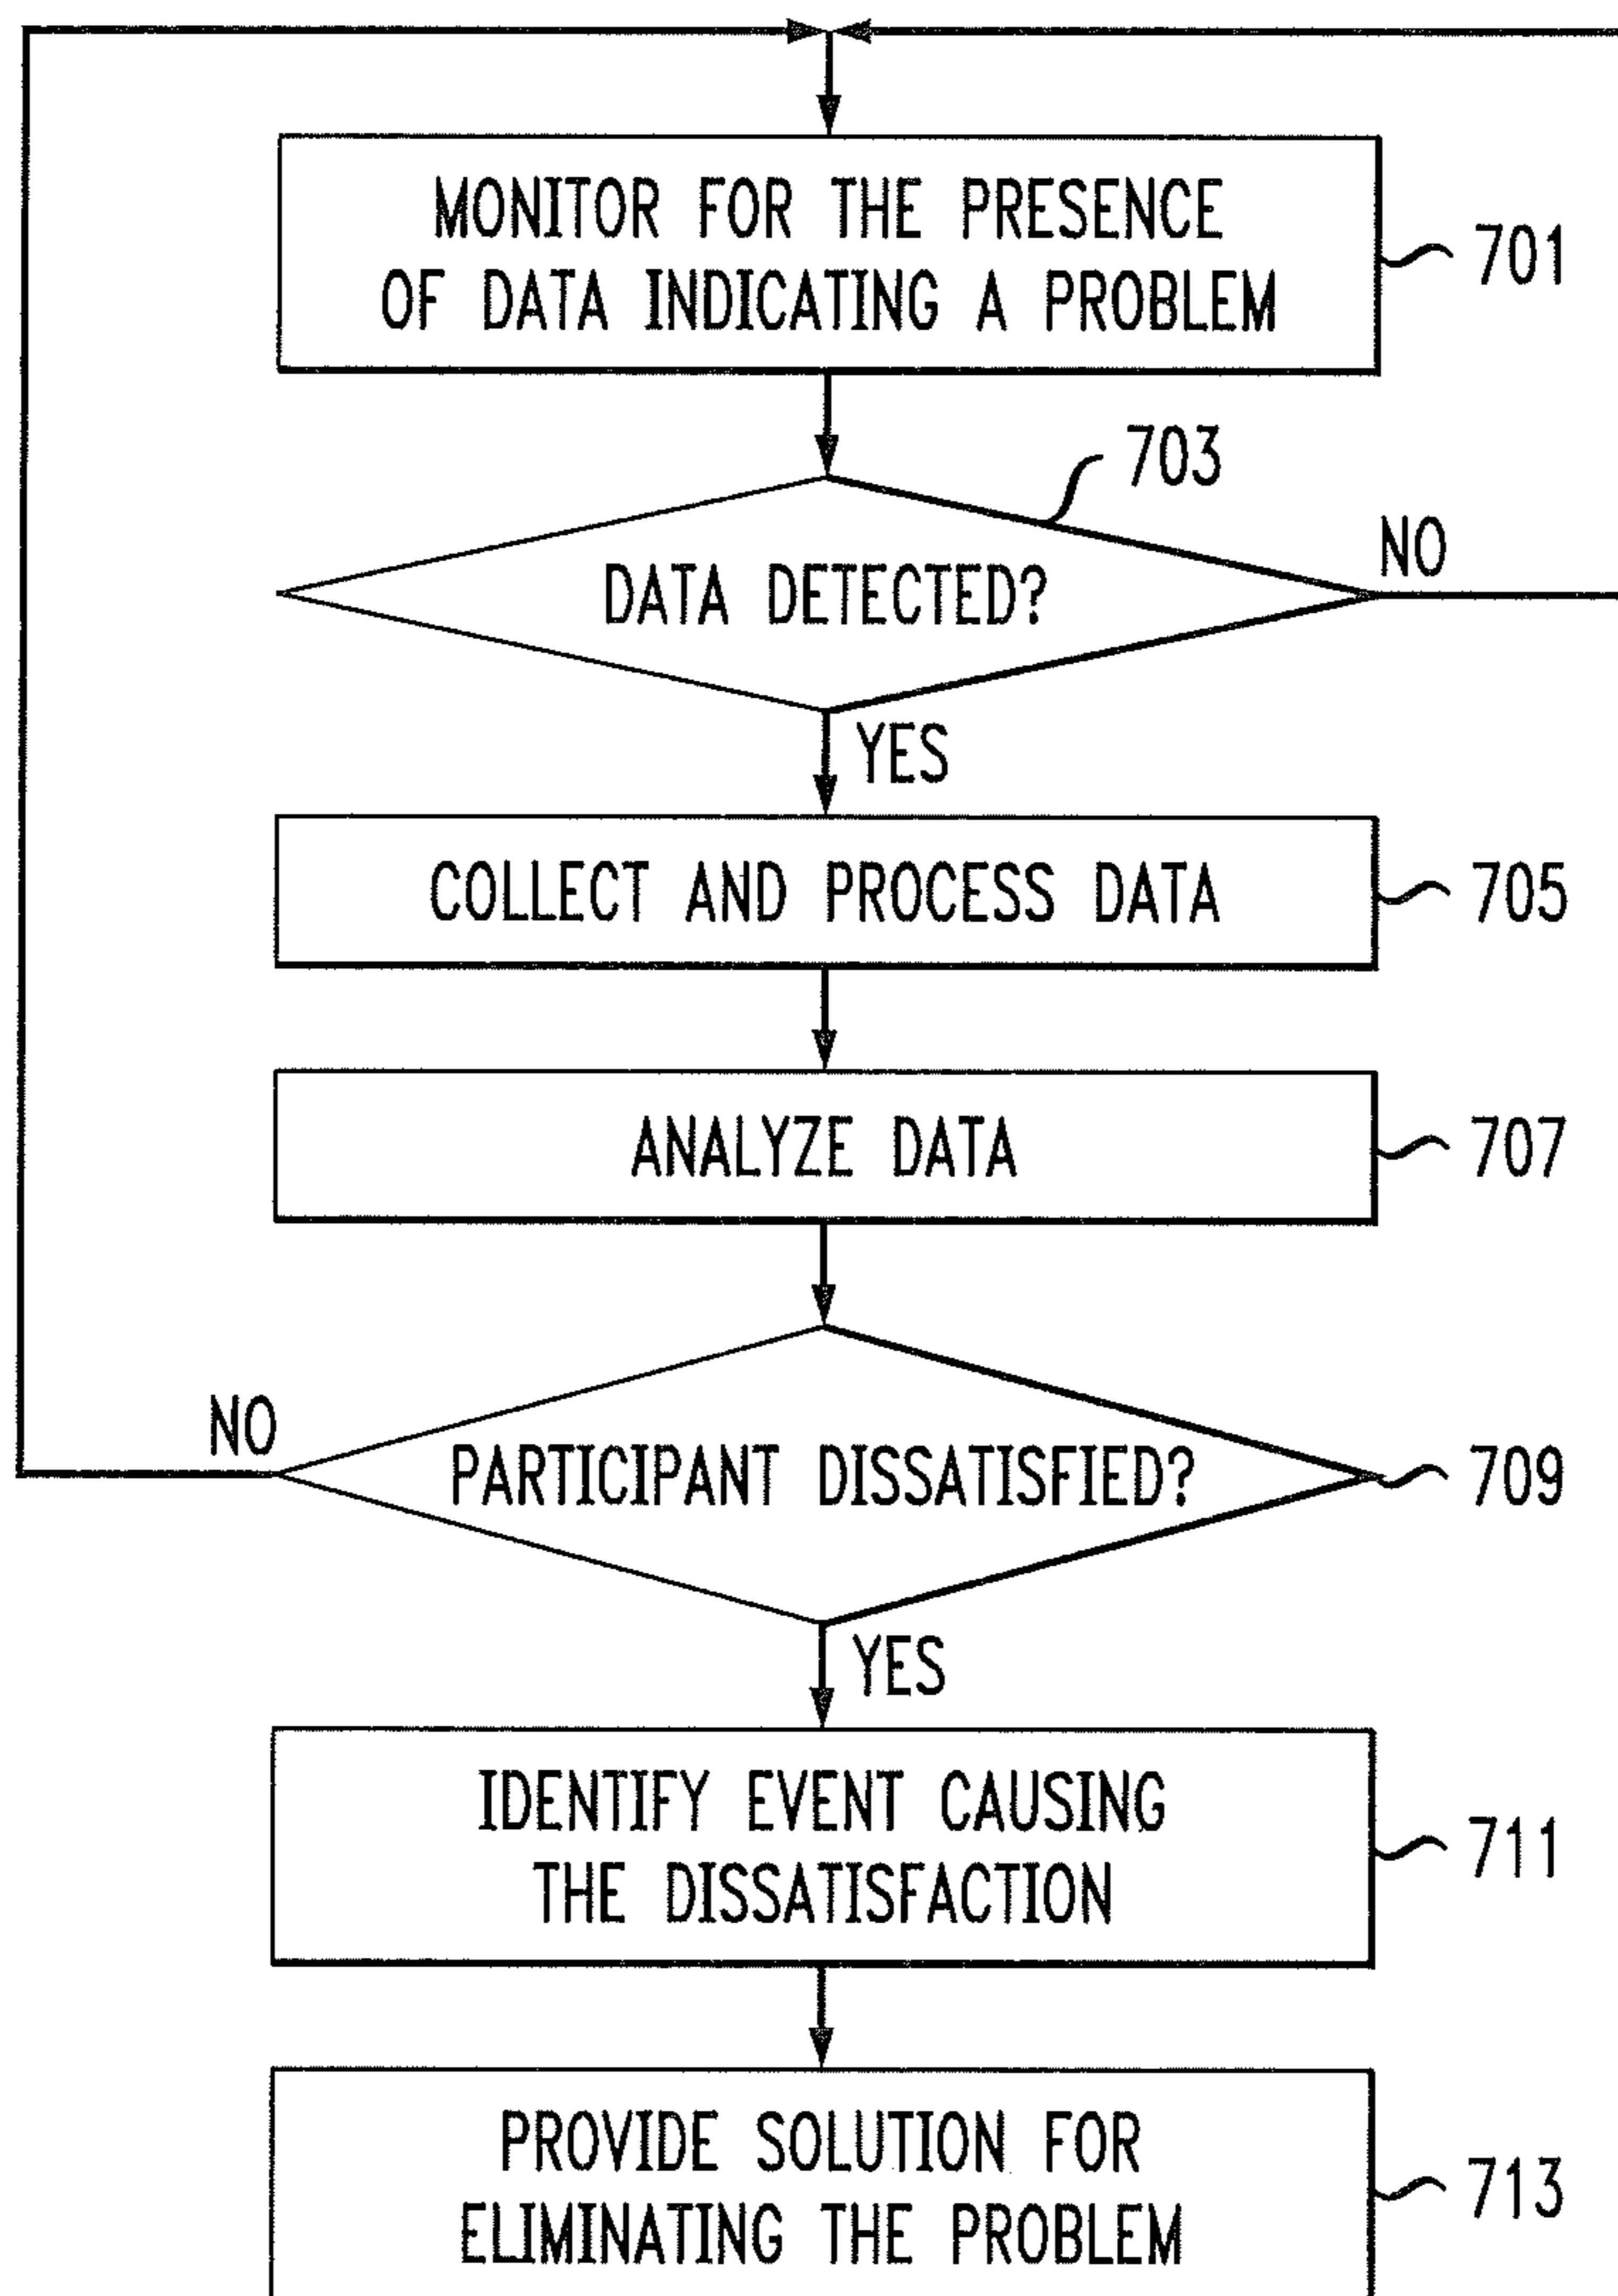 MONITOR FOR THE PRESENCE
OF DATA INDICATING A PROBLEM
701
703
DATA DETECTED?
NO
YES
COLLECT AND PROCESS DATA
705
ANALYZE DATA
707
NO
PARTICIPANT DISSATISFIED?
709
YES
IDENTIFY EVENT CAUSING
THE DISSATISFACTION
711
PROVIDE SOLUTION FOR
ELIMINATING THE PROBLEM
713